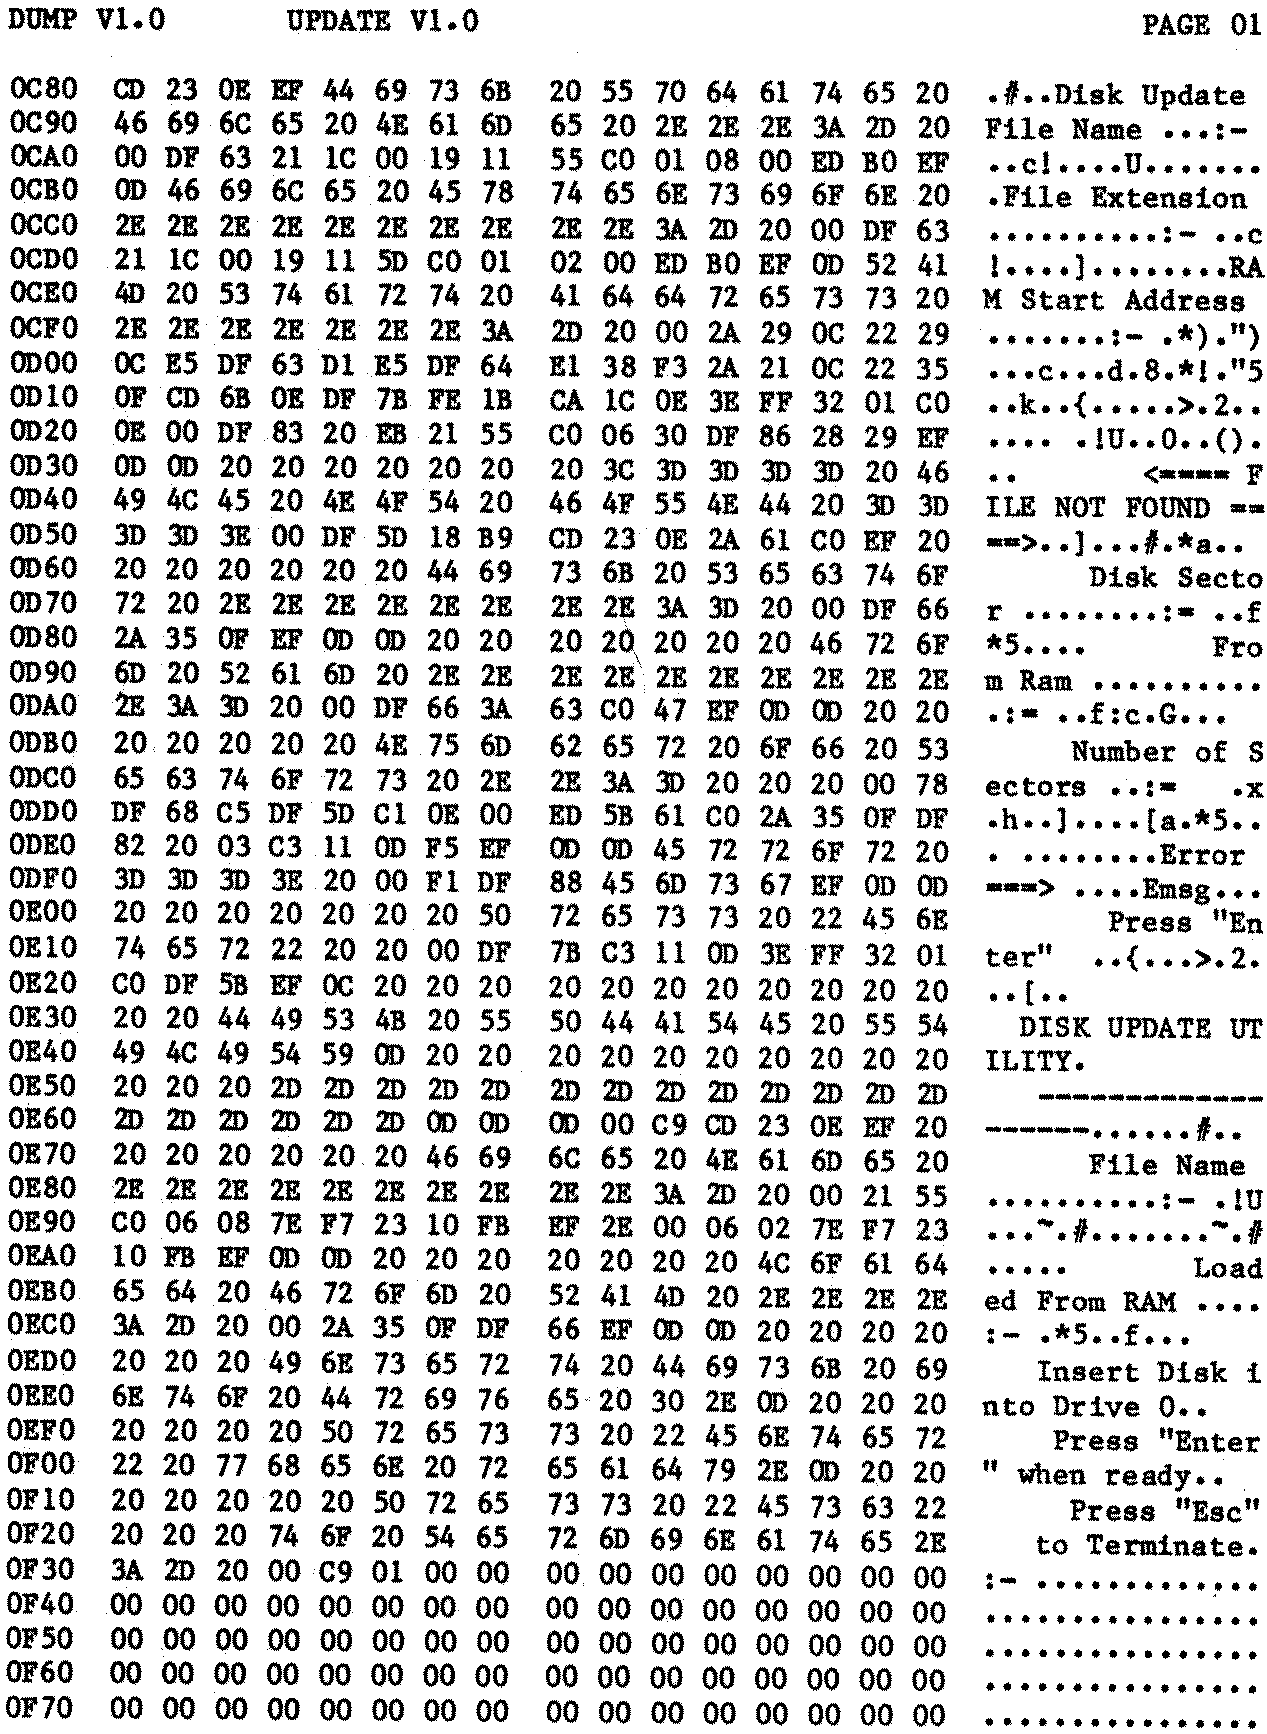 DUMP V1.0 UPDATE V1.0 PAGE 01
0C80 CD 23 0E EF 44 69 73 6B 20 55 70 64 61 74 65 20 .#..Disk Update
0C90 46 69 6C 65 20 4E 61 6D 65 20 2E 2E 2E 3A 2D 20 File Name ...:-
0CA0 00 DF 63 21 1C 00 19 11 55 C0 01 08 00 ED B0 EF ..c!....U.......
0CB0 0D 46 69 6C 65 20 45 78 74 65 6E 73 69 6F 6E 20 .File Extension
0CC0 2E 2E 2E 2E 2E 2E 2E 2E 2E 2E 3A 2D 20 00 DF 63 ..........:- ..c
0CD0 21 1C 00 19 11 5D C0 01 02 00 ED B0 EF 0D 52 41 !....]........RA
0CE0 4D 20 53 74 61 72 74 20 41 64 64 72 65 73 73 20 M Start Address
0CF0 2E 2E 2E 2E 2E 2E 2E 3A 2D 20 00 2A 29 0C 22 29 .......:- .*).")
0D00 0C E5 DF 63 D1 E5 DF 64 E1 38 F3 2A 21 0C 22 35 ...c...d.8.*!."5
0D10 0F CD 6B 0E DF 7B FE 1B CA 1C 0E 3E FF 32 01 C0 ..k..{.....>.2..
0D20 0E 00 DF 83 20 EB 21 55 C0 06 30 DF 86 28 29 EF .... .!U..0..().
0D30 0D 0D 20 20 20 20 20 20 20 3C 3D 3D 3D 3D 20 46 ..       <==== F
0D40 49 4C 45 20 4E 4F 54 20 46 4F 55 4E 44 20 3D 3D ILE NOT FOUND ==
0D50 3D 3D 3E 00 DF 5D 18 B9 CD 23 0E 2A 61 C0 EF 20 ==>..]...#.*a..
0D60 20 20 20 20 20 20 44 69 73 6B 20 53 65 63 74 6F       Disk Secto
0D70 72 20 2E 2E 2E 2E 2E 2E 2E 2E 3A 3D 20 00 DF 66 r ........:= ..f
0D80 2A 35 0F EF 0D 0D 20 20 20 20 20 20 20 46 72 6F *5....       Fro
0D90 6D 20 52 61 6D 20 2E 2E 2E 2E 2E 2E 2E 2E 2E 2E m Ram ..........
0DA0 2E 3A 3D 20 00 DF 66 3A 63 C0 47 EF 0D 0D 20 20 .:= ..f:c.G...
0DB0 20 20 20 20 20 4E 75 6D 62 65 72 20 6F 66 20 53      Number of S
0DC0 65 63 74 6F 72 73 20 2E 2E 3A 3D 20 20 20 00 78 ectors ..:=   .x
0DD0 DF 68 C5 DF 5D C1 0E 00 ED 5B 61 C0 2A 35 0F DF .h..]....[a.*5..
0DE0 82 20 03 C3 11 0D F5 EF 0D 0D 45 72 72 6F 72 20 . ........Error
0DF0 3D 3D 3D 3E 20 00 F1 DF 88 45 6D 73 67 EF 0D 0D ===> ....Emsg...
0E00 20 20 20 20 20 20 20 50 72 65 73 73 20 22 45 6E        Press "En
0E10 74 65 72 22 20 20 00 DF 7B C3 11 0D 3E FF 32 01 ter"  ..{...>.2.
0E20 C0 DF 5B EF 0C 20 20 20 20 20 20 20 20 20 20 20 ..[..
0E30 20 20 44 49 53 4B 20 55 50 44 41 54 45 20 55 54   DISK UPDATE UT
0E40 49 4C 49 54 59 0D 20 20 20 20 20 20 20 20 20 20 ILITY.
0E50 20 20 20 2D 2D 2D 2D 2D 2D 2D 2D 2D 2D 2D 2D 2D    -------------
0E60 2D 2D 2D 2D 2D 2D 0D 0D 0D 00 C9 CD 23 0E EF 20 ------......#..
0E70 20 20 20 20 20 20 46 69 6C 65 20 4E 61 6D 65 20       File Name
0E80 2E 2E 2E 2E 2E 2E 2E 2E 2E 2E 3A 2D 20 00 21 55 ..........:- .!U
0E90 C0 06 08 7E F7 23 10 FB EF 2E 00 06 02 7E F7 23 ...~.#.......~.#
0EA0 10 FB EF 0D 0D 20 20 20 20 20 20 20 4C 6F 61 64 .....       Load
0EB0 65 64 20 46 72 6F 6D 20 52 41 4D 20 2E 2E 2E 2E ed From RAM ....
0EC0 3A 2D 20 00 2A 35 0F DF 66 EF 0D 0D 20 20 20 20 :- .*5..f...
0ED0 20 20 20 49 6E 73 65 72 74 20 44 69 73 6B 20 69    Insert Disk i
0EE0 6E 74 6F 20 44 72 69 76 65 20 30 2E 0D 20 20 20 nto Drive 0..
0EF0 20 20 20 20 50 72 65 73 73 20 22 45 6E 74 65 72     Press "Enter
0F00 22 20 77 68 65 6E 20 72 65 61 64 79 2E 0D 20 20 " when ready..
0F10 20 20 20 20 20 50 72 65 73 73 20 22 45 73 63 22      Press "Esc"
0F20 20 20 20 74 6F 20 54 65 72 6D 69 6E 61 74 65 2E    to Terminate.
0F30 3A 2D 20 00 C9 01 00 00 00 00 00 00 00 00 00 00 :- .............
0F40 00 00 00 00 00 00 00 00 00 00 00 00 00 00 00 00 ................
0F50 00 00 00 00 00 00 00 00 00 00 00 00 00 00 00 00 ................
0F60 00 00 00 00 00 00 00 00 00 00 00 00 00 00 00 00 ................
0F70 00 00 00 00 00 00 00 00 00 00 00 00 00 00 00 00 ................